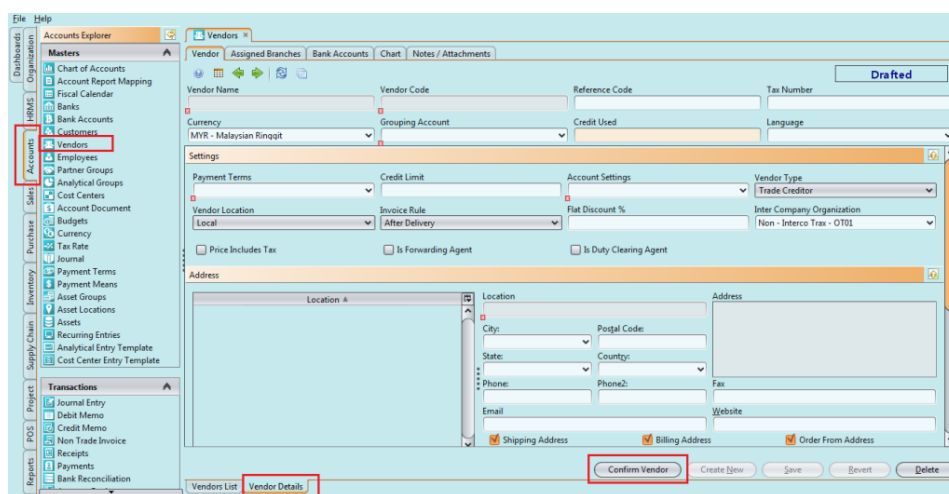 File Help
Dashboards
Organization
HRMS
Accounts
Sales
Purchase
Inventory
Supply Chain
Project
POS
Reports
Accounts Explorer
Masters
Chart of Accounts
Account Report Mapping
Fiscal Calendar
Banks
Bank Accounts
Customers
Vendors
Employees
Partner Groups
Analytical Groups
Cost Centers
Account Document
Budgets
Currency
Tax Rate
Journal
Payment Terms
Payment Means
Asset Groups
Asset Locations
Assets
Recurring Entries
Analytical Entry Template
Cost Center Entry Template
Transactions
Journal Entry
Debit Memo
Credit Memo
Non Trade Invoice
Receipts
Payments
Bank Reconciliation
Vendors
Vendor Assigned Branches Bank Accounts Chart Notes / Attachments
Drafted
Vendor Name Vendor Code Reference Code Tax Number
Currency Grouping Account Credit Used Language
MYR - Malaysian Ringgit
Settings
Payment Terms Credit Limit Account Settings Vendor Type
Trade Creditor
Vendor Location Invoice Rule Flat Discount % Inter Company Organization
Local After Delivery Non - Interco Trax - OT01
Price Includes Tax Is Forwarding Agent Is Duty Clearing Agent
Address
Location Location Address
City: Postal Code:
State: Country:
Phone: Phone2: Fax
Email Website
Shipping Address Billing Address Order From Address
Confirm Vendor Create New Save Revert Delete
Vendors List Vendor Details